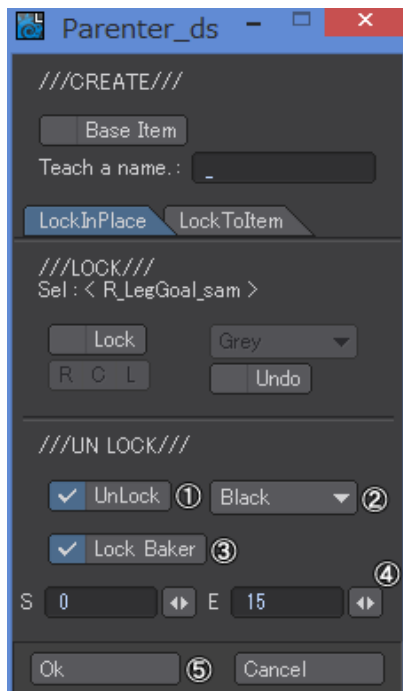 Parenter_ds
///CREATE///
Base Item
Teach a name. : _
LockInPlace LockToItem
///LOCK///
Sel : < R_LegGoal_sam >
Lock Grey
R C L Undo
///UN LOCK///
UnLock ① Black ②
Lock Baker ③
④
S 0 E 15
Ok ⑤ Cancel